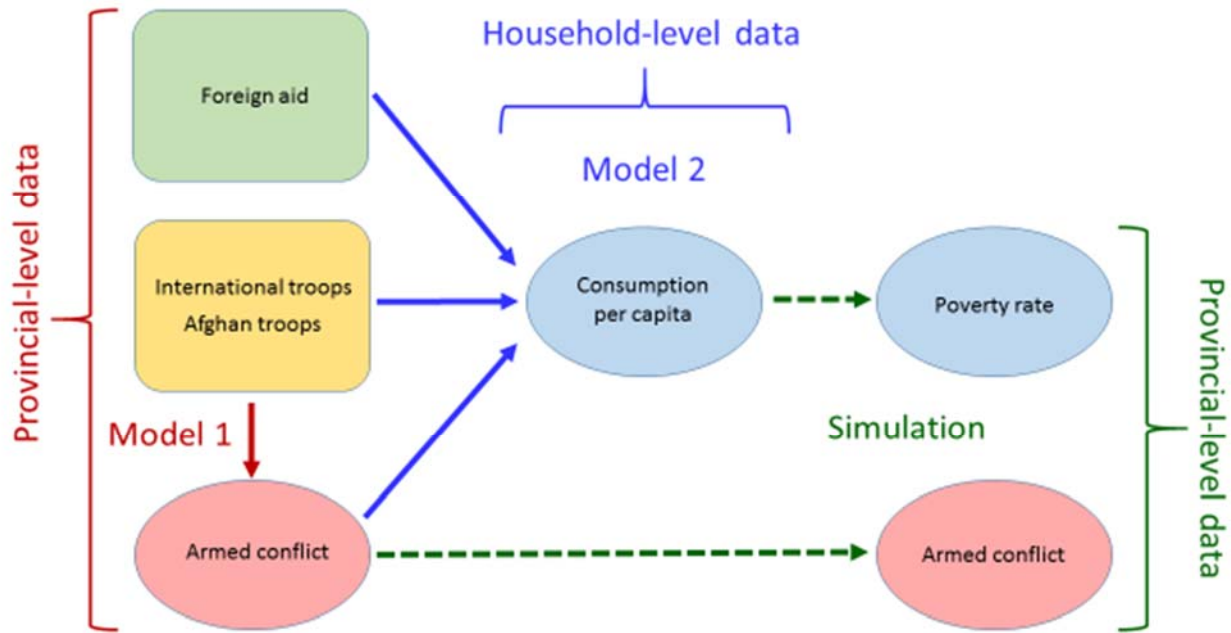 Household-level data
Foreign aid
Model 2
Provincial-level data
International troops
Afghan troops
Consumption
per capita
Poverty rate
Provincial-level data
Model 1
Simulation
Armed conflict
Armed conflict